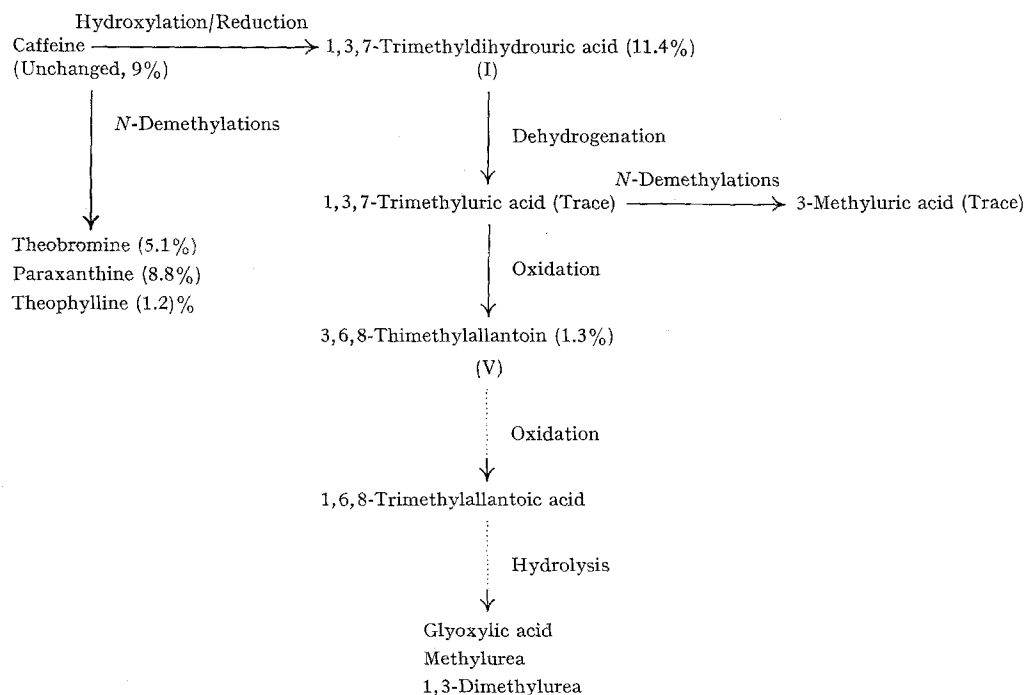 Hydroxylation/Reduction
Caffeine
1,3,7-Trimethyldihydrouric acid (11.4%)
(Unchanged, 9%)
(I)
N-Demethylations
Dehydrogenation
N-Demethylations
1,3,7-Trimethyluric acid (Trace)
3-Methyluric acid (Trace)
Theobromine (5.1%)
Paraxanthine (8.8%)
Theophylline (1.2)%
Oxidation
3,6,8-Thimethylallantoin (1.3%)
(V)
Oxidation
1,6,8-Trimethylallantoic acid
Hydrolysis
Glyoxylic acid
Methylurea
1,3-Dimethylurea